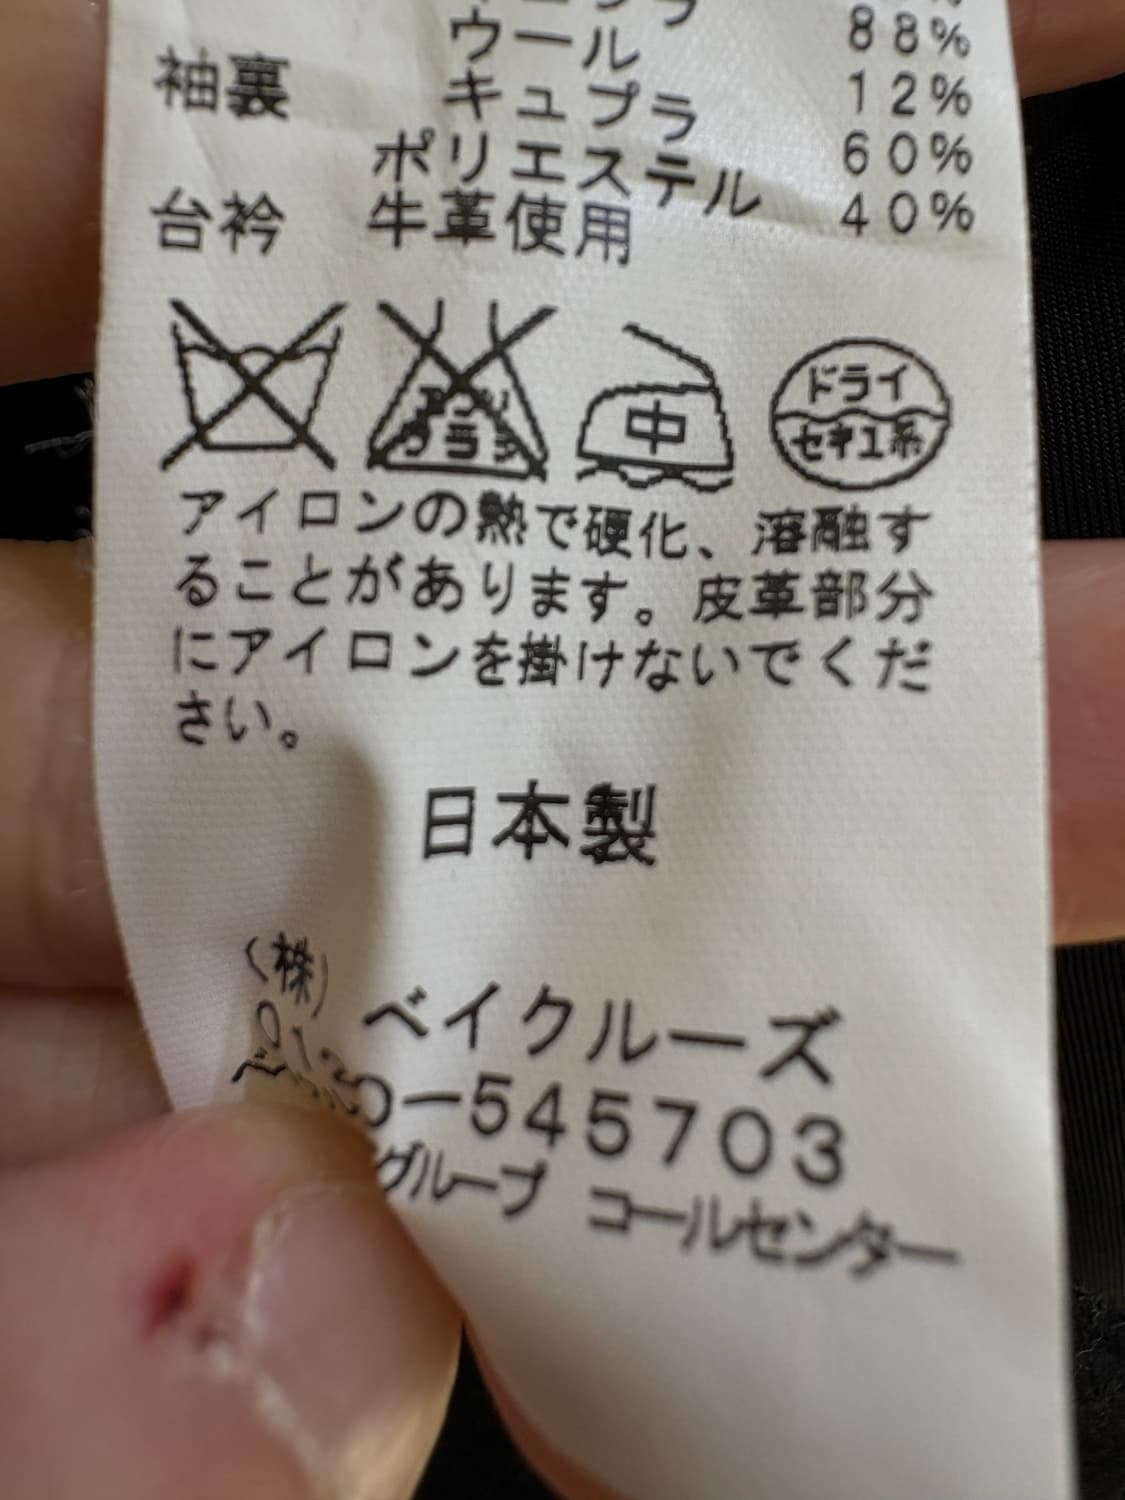 ウール 88%
袖裏 キュプラ 12%
ポリエステル 60%
台衿 牛革使用 40%
中
ドライ
セキユ系
アイロンの熱で硬化、溶融す
ることがあります。皮革部分
にアイロンを掛けないでくだ
さい。
日本製
(株) ベイクルーズ
0120-545703
グループ コールセンター